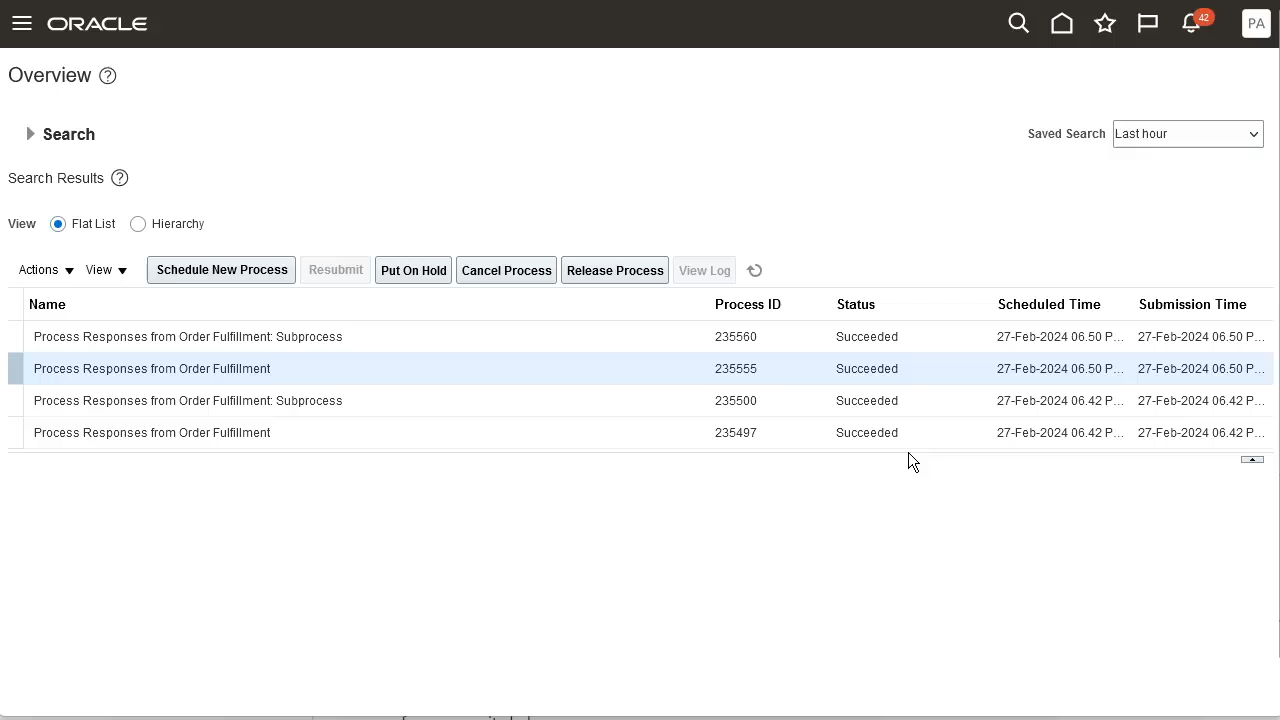 ORACLE
42
PA
Overview
Search
Saved Search Last hour
Search Results
View Flat List Hierarchy
Actions View Schedule New Process Resubmit Put On Hold Cancel Process Release Process View Log
Name Process ID Status Scheduled Time Submission Time
Process Responses from Order Fulfillment: Subprocess 235560 Succeeded 27-Feb-2024 06.50 P... 27-Feb-2024 06.50 P...
Process Responses from Order Fulfillment 235555 Succeeded 27-Feb-2024 06.50 P... 27-Feb-2024 06.50 P...
Process Responses from Order Fulfillment: Subprocess 235500 Succeeded 27-Feb-2024 06.42 P... 27-Feb-2024 06.42 P...
Process Responses from Order Fulfillment 235497 Succeeded 27-Feb-2024 06.42 P... 27-Feb-2024 06.42 P...